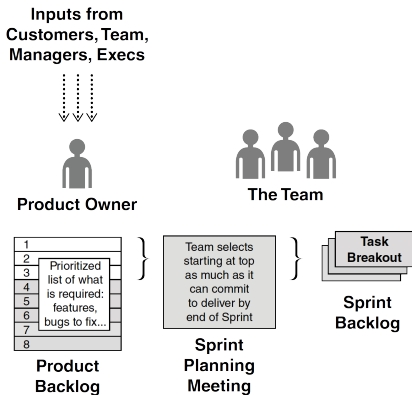 Inputs from
Customers, Team,
Managers, Execs
Product Owner
The Team
1
2
3
4
5
6
7
8
Prioritized
list of what
is required:
features,
bugs to fix...
Team selects
starting at top
as much as it
can commit
to deliver by
end of Sprint
Task
Breakout
Product
Backlog
Sprint
Planning
Meeting
Sprint
Backlog